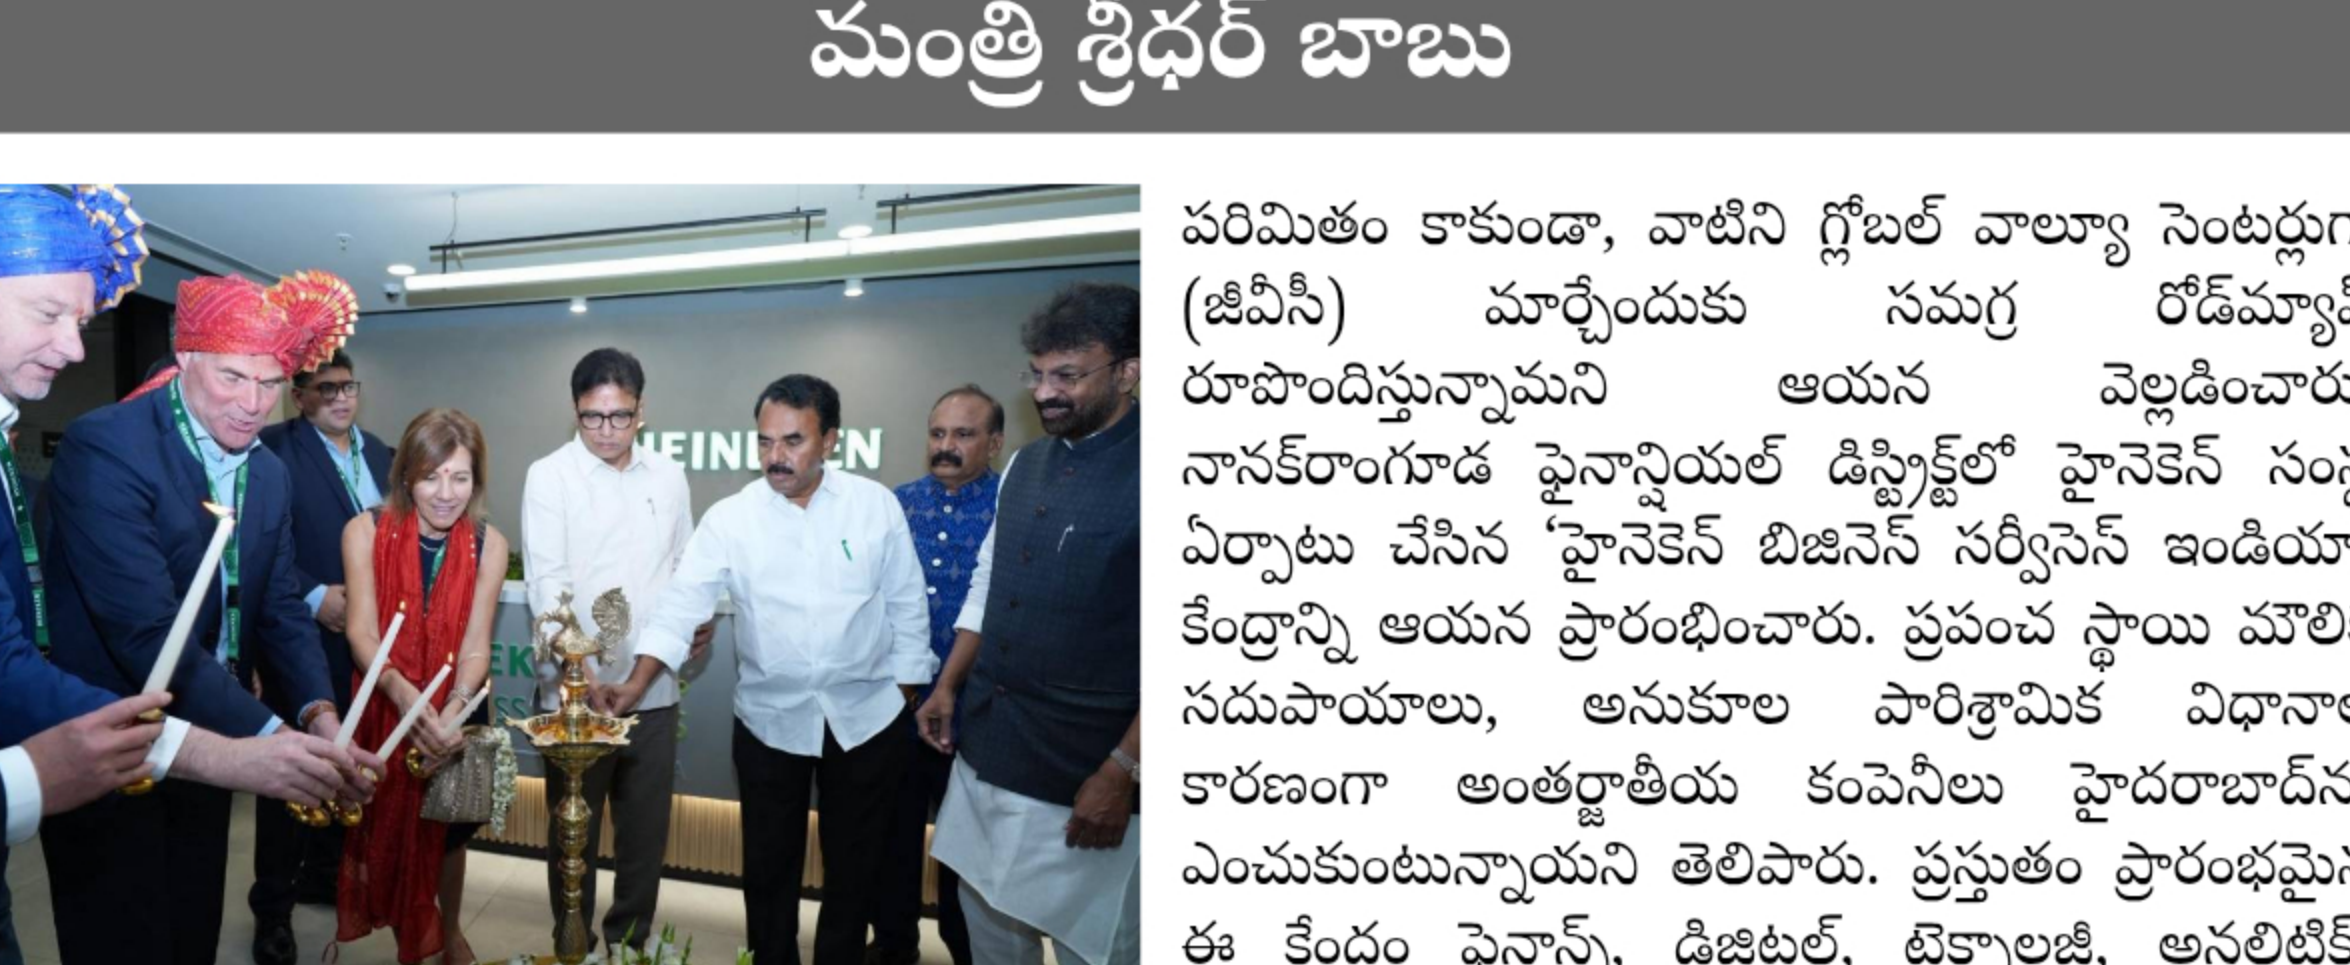 మంత్రి శ్రీధర్ బాబు
HEINEKEN
పరిమితం కాకుండా, వాటిని గ్లోబల్ వాల్యూ సెంటర్లుగా
(జీవీసీ) మార్చేందుకు సమగ్ర
రూపొందిస్తున్నామని ఆయన
నానక్‌రాంగూడ ఫైనాన్షియల్ డిస్ట్రిక్ట్‌లో హైనెకెన్
ఏర్పాటు చేసిన ‘హైనెకెన్ బిజినెస్ సర్వీసెస్ ఇండియా
కేంద్రాన్ని ఆయన ప్రారంభించారు. ప్రపంచ స్థాయి
సదుపాయాలు, అనుకూల పారిశ్రామిక
కారణంగా అంతర్జాతీయ కంపెనీలు
ఎంచుకుంటున్నాయని తెలిపారు. ప్రస్తుతం
ఈ కేంద్రం ఫైనాన్స్, డిజిటల్, టెక్నాలజీ,